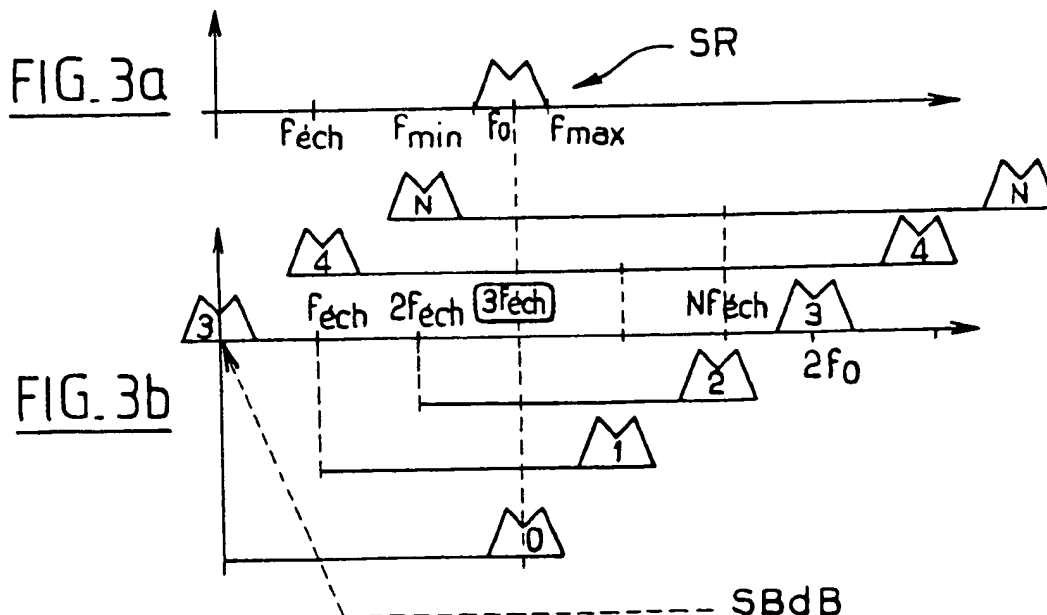 FIG. 3a
SR
féch fmin f0 fmax
N N
4 4
3 féch 2féch 3féch Nféch 3
2f0
FIG. 3b
2
1
0
SBdB